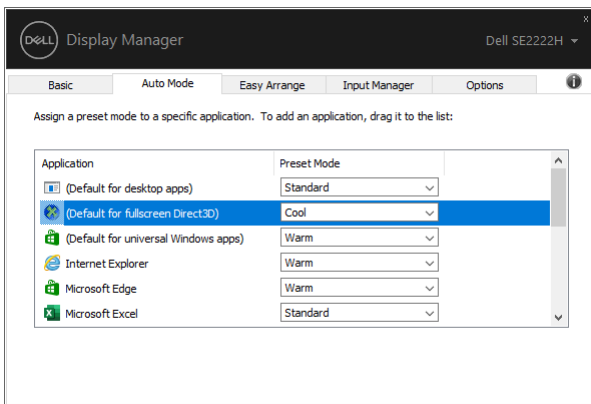 DELL Display Manager Dell SE2222H
x
Basic Auto Mode Easy Arrange Input Manager Options
Assign a preset mode to a specific application. To add an application, drag it to the list:
Application Preset Mode
(Default for desktop apps) Standard
(Default for fullscreen Direct3D) Cool
(Default for universal Windows apps) Warm
Internet Explorer Warm
Microsoft Edge Warm
Microsoft Excel Standard